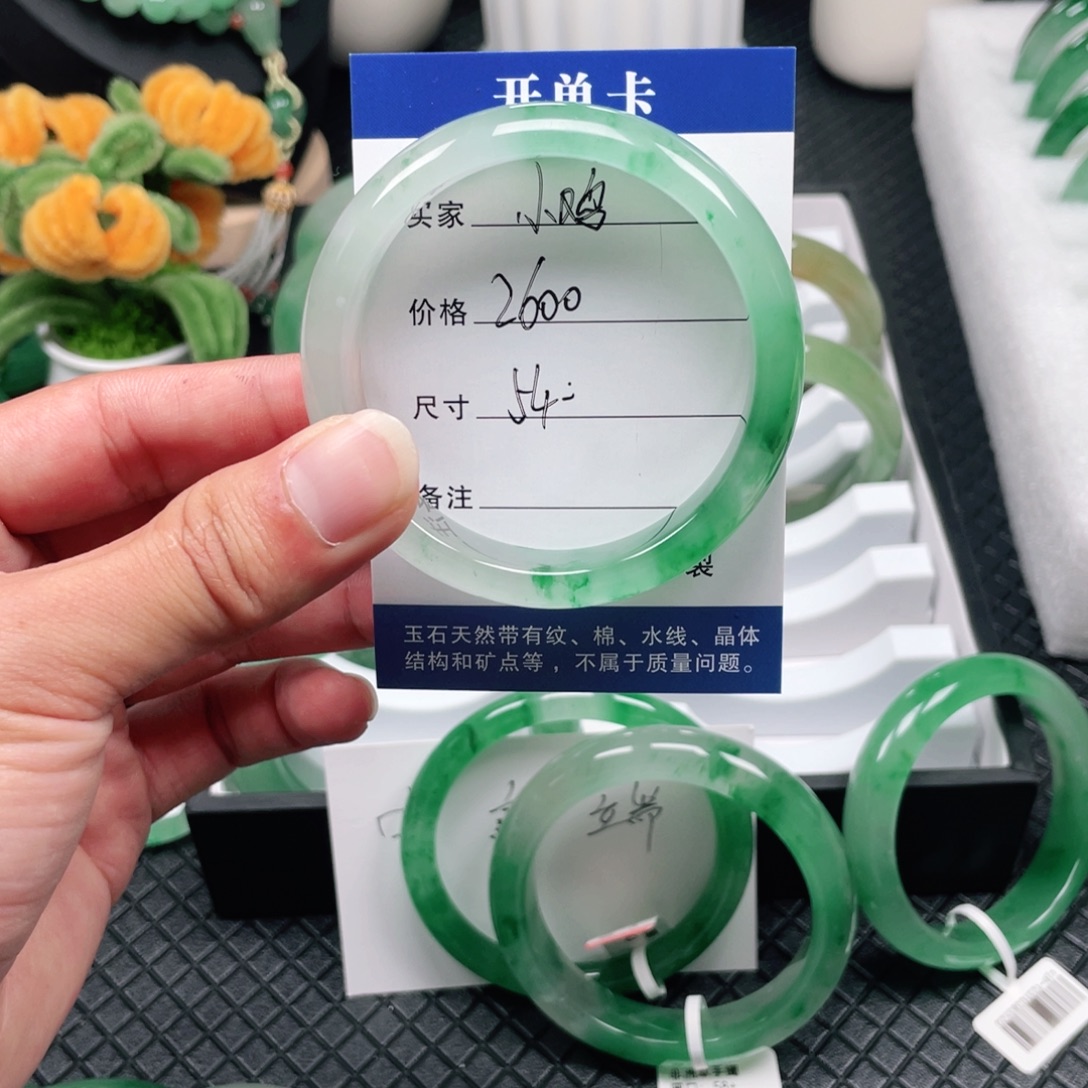 开单卡
买家 小鸡
价格 2600
尺寸 54.
备注
製
玉石天然带有纹、棉、水线、晶体
结构和矿点等，不属于质量问题。